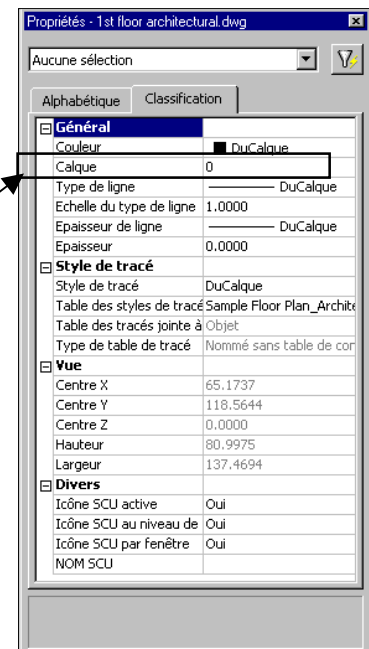 Propriétés - 1st floor architectural.dwg
Aucune sélection
Alphabétique Classification
Général
Couleur DuCalque
Calque 0
Type de ligne DuCalque
Echelle du type de ligne 1.0000
Epaisseur de ligne DuCalque
Epaisseur 0.0000
Style de tracé
Style de tracé DuCalque
Table des styles de tracé Sample Floor Plan_Archite
Table des tracés jointe à Objet
Type de table de tracé Nommé sans table de cor
Vue
Centre X 65.1737
Centre Y 118.5644
Centre Z 0.0000
Hauteur 80.9975
Largeur 137.4694
Divers
Icône SCU active Oui
Icône SCU au niveau de Oui
Icône SCU par fenêtre Oui
NOM SCU